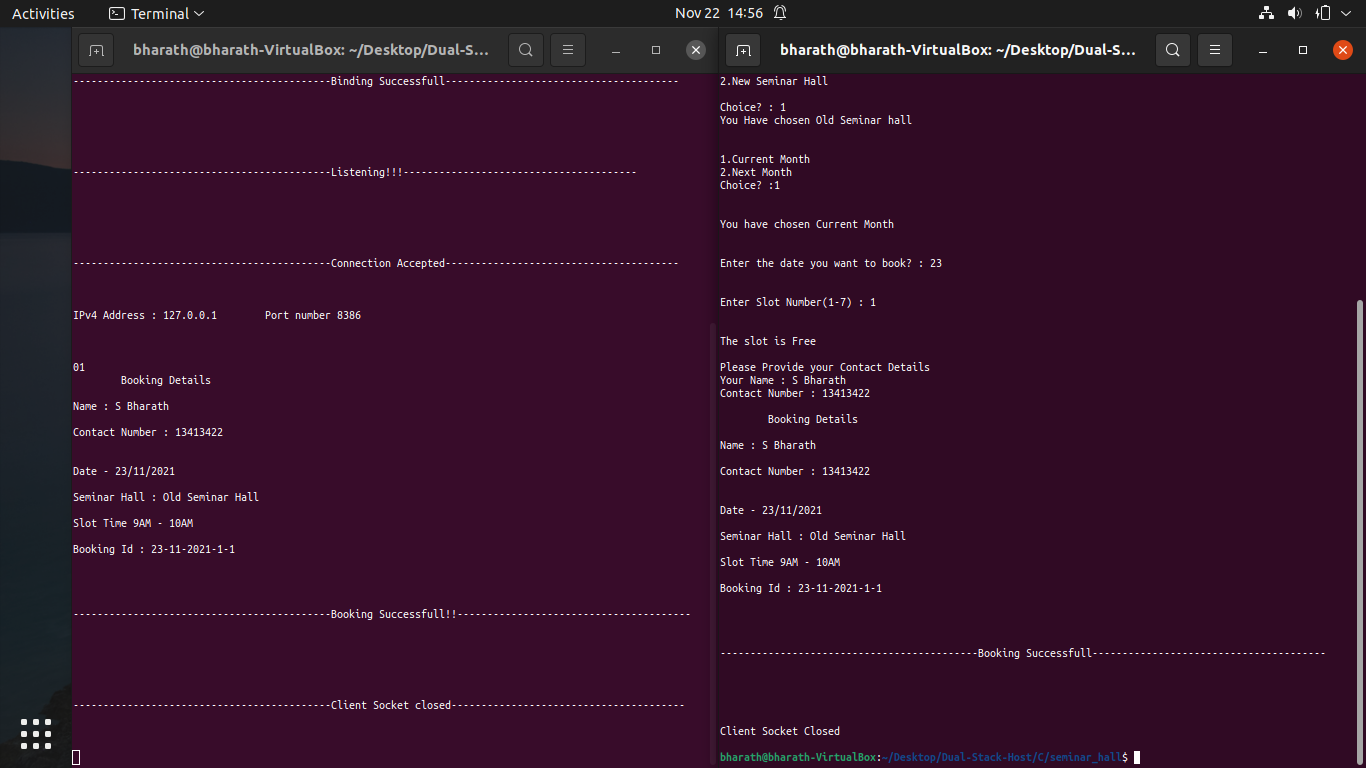 Activities
Terminal
Nov 22 14:56
bharath@bharath-VirtualBox: ~/Desktop/Dual-S...
-------------------------------------------Binding Successfull---------------------------------------
-------------------------------------------Listening!!!---------------------------------------
-------------------------------------------Connection Accepted---------------------------------------
IPv4 Address : 127.0.0.1        Port number 8386
01
        Booking Details
Name : S Bharath
Contact Number : 13413422
Date - 23/11/2021
Seminar Hall : Old Seminar Hall
Slot Time 9AM - 10AM
Booking Id : 23-11-2021-1-1
-------------------------------------------Booking Successfull!!---------------------------------------
-------------------------------------------Client Socket closed---------------------------------------
bharath@bharath-VirtualBox: ~/Desktop/Dual-S...
2.New Seminar Hall
Choice? : 1
You Have chosen Old Seminar hall
1.Current Month
2.Next Month
Choice? :1
You have chosen Current Month
Enter the date you want to book? : 23
Enter Slot Number(1-7) : 1
The slot is Free
Please Provide your Contact Details
Your Name : S Bharath
Contact Number : 13413422
        Booking Details
Name : S Bharath
Contact Number : 13413422
Date - 23/11/2021
Seminar Hall : Old Seminar Hall
Slot Time 9AM - 10AM
Booking Id : 23-11-2021-1-1
-------------------------------------------Booking Successfull---------------------------------------
Client Socket Closed
bharath@bharath-VirtualBox:~/Desktop/Dual-Stack-Host/C/seminar_hall$